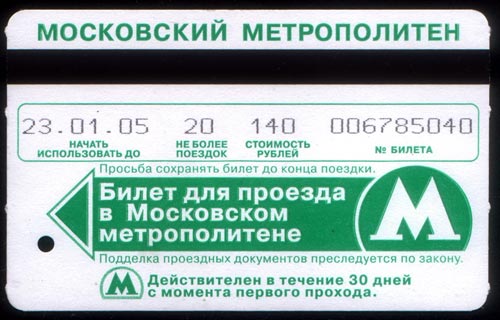 МОСКОВСКИЙ МЕТРОПОЛИТЕН
23.01.05 20 140 006785040
НАЧАТЬ ИСПОЛЬЗОВАТЬ ДО НЕ БОЛЕЕ ПОЕЗДОК СТОИМОСТЬ РУБЛЕЙ № БИЛЕТА
Просьба сохранять билет до конца поездки.
Билет для проезда
в Московском
метрополитене
М
Подделка проездных документов преследуется по закону.
М Действителен в течение 30 дней
с момента первого прохода.